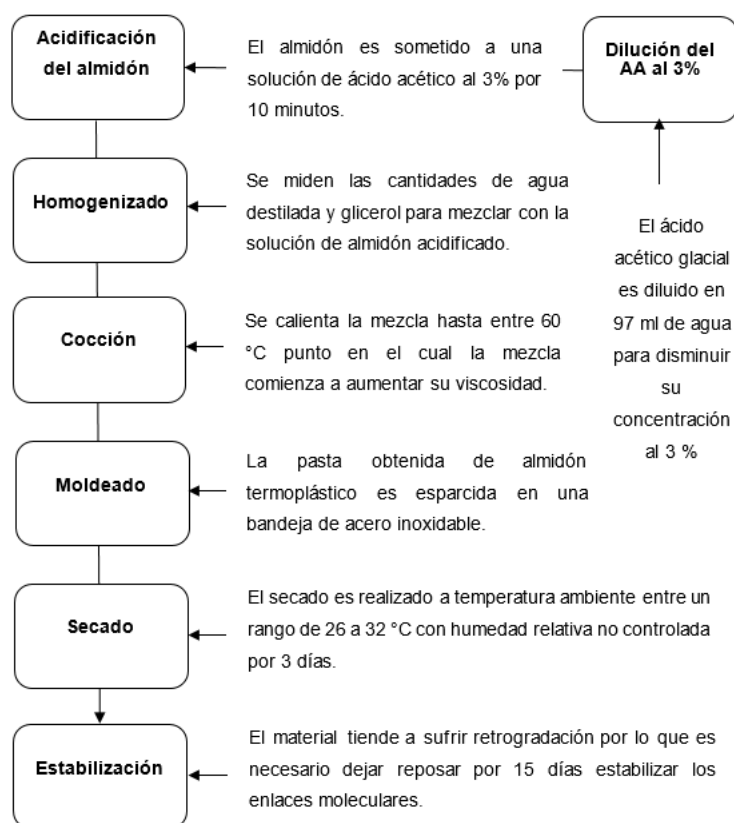 Acidificación
del almidón
El almidón es sometido a una
solución de ácido acético al 3% por
10 minutos.
Dilución del
AA al 3%
Homogenizado
Se miden las cantidades de agua
destilada y glicerol para mezclar con la
solución de almidón acidificado.
El ácido
acético glacial
es diluido en
97 ml de agua
para disminuir
su
concentración
al 3 %
Cocción
Se calienta la mezcla hasta entre 60
°C punto en el cual la mezcla
comienza a aumentar su viscosidad.
Moldeado
La pasta obtenida de almidón
termoplástico es esparcida en una
bandeja de acero inoxidable.
Secado
El secado es realizado a temperatura ambiente entre un
rango de 26 a 32 °C con humedad relativa no controlada
por 3 días.
Estabilización
El material tiende a sufrir retrogradación por lo que es
necesario dejar reposar por 15 días estabilizar los
enlaces moleculares.